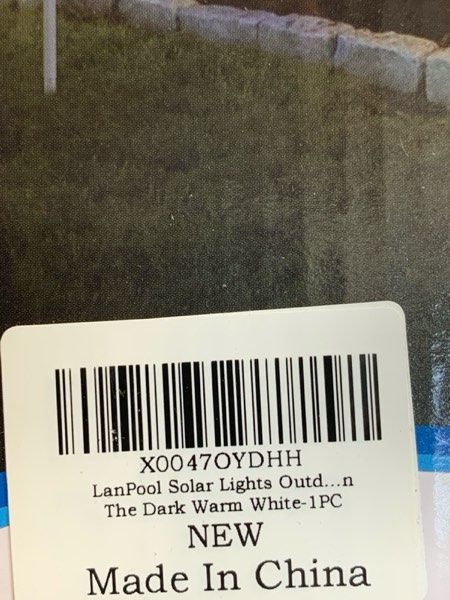 X0047OYDHH
LanPool Solar Lights Outd...n
The Dark Warm White-1PC
NEW
Made In China